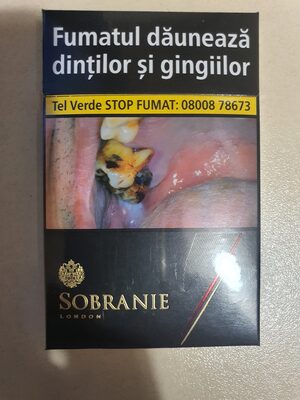 Fumatul dăunează
dinților și gingiilor
Tel Verde STOP FUMAT: 08008 78673
SOBRANIE
LONDON